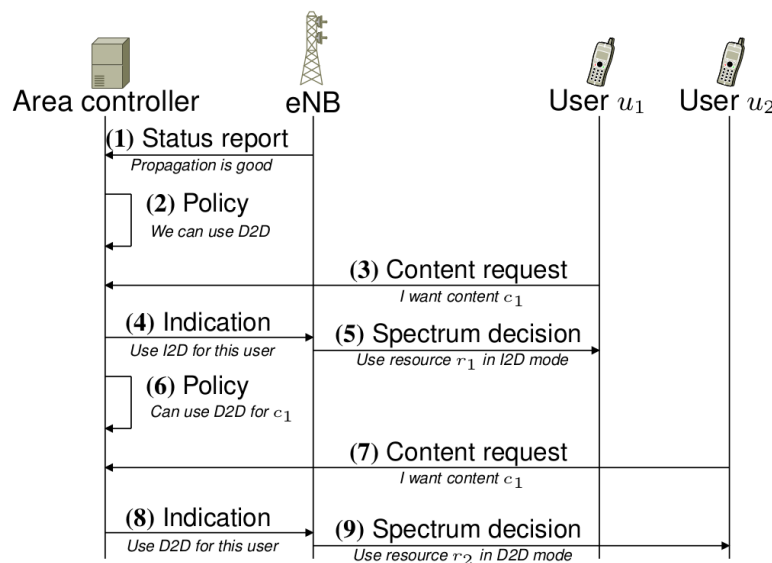 Area controller
eNB
User u₁
User u₂
(1) Status report
Propagation is good
(2) Policy
We can use D2D
(3) Content request
I want content c₁
(4) Indication
Use I2D for this user
(5) Spectrum decision
Use resource r₁ in I2D mode
(6) Policy
Can use D2D for c₁
(7) Content request
I want content c₁
(8) Indication
Use D2D for this user
(9) Spectrum decision
Use resource r₂ in D2D mode